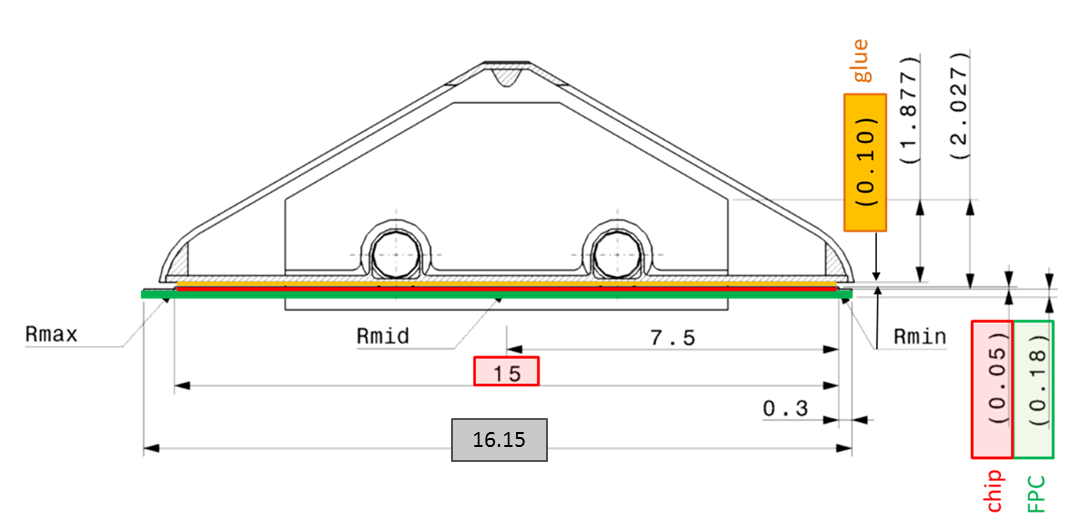 glue
(0.10)
(1.877)
(2.027)
Rmax
Rmid
7.5
Rmin
15
0.3
16.15
(0.05)
(0.18)
chip
FPC